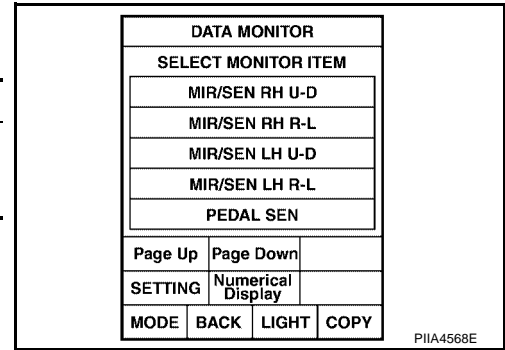 DATA MONITOR
SELECT MONITOR ITEM
MIR/SEN RH U-D
MIR/SEN RH R-L
MIR/SEN LH U-D
MIR/SEN LH R-L
PEDAL SEN
Page Up Page Down
SETTING Numerical Display
MODE BACK LIGHT COPY
PIIA4568E